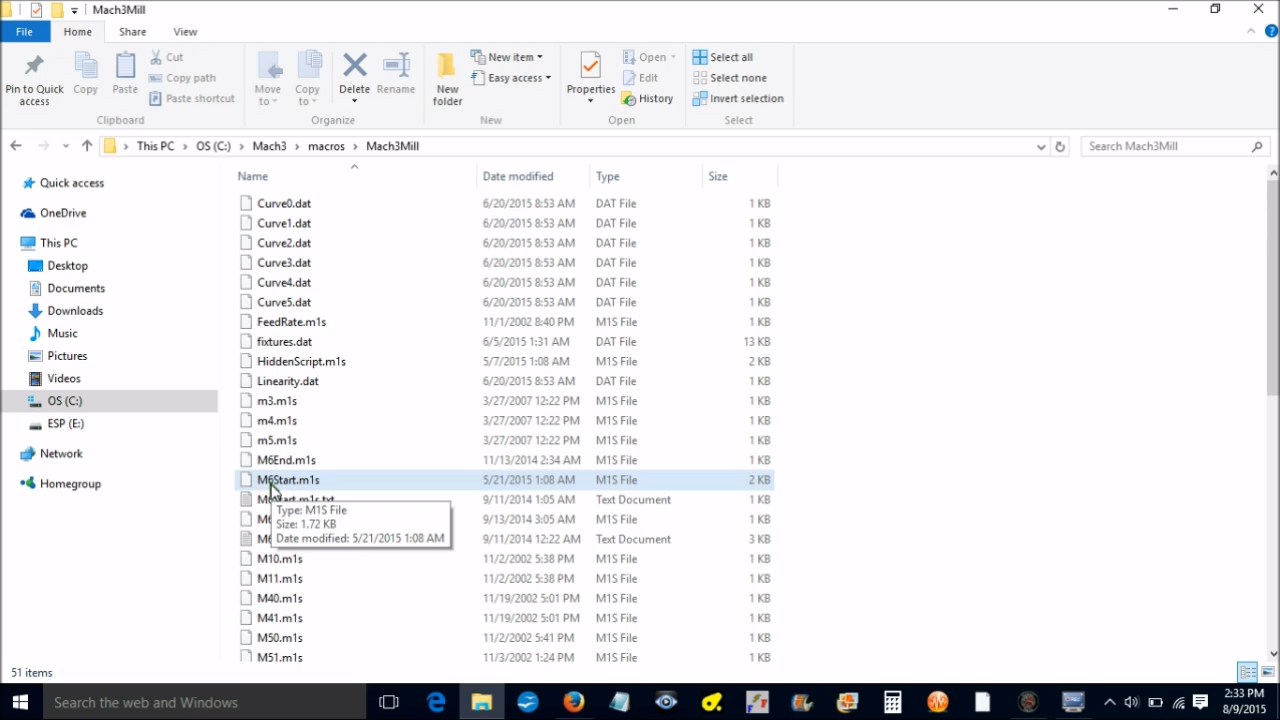 Mach3Mill
File Home Share View
Pin to Quick access
Copy
Paste
Cut
Copy path
Paste shortcut
Clipboard
Move to
Copy to
Delete
Rename
Organize
New folder
New item
Easy access
New
Properties
Open
Edit
History
Open
Select all
Select none
Invert selection
Select
This PC › OS (C:) › Mach3 › macros › Mach3Mill
Search Mach3Mill
Quick access
OneDrive
This PC
Desktop
Documents
Downloads
Music
Pictures
Videos
OS (C:)
ESP (E:)
Network
Homegroup
Name Date modified Type Size
Curve0.dat 6/20/2015 8:53 AM DAT File 1 KB
Curve1.dat 6/20/2015 8:53 AM DAT File 1 KB
Curve2.dat 6/20/2015 8:53 AM DAT File 1 KB
Curve3.dat 6/20/2015 8:53 AM DAT File 1 KB
Curve4.dat 6/20/2015 8:53 AM DAT File 1 KB
Curve5.dat 6/20/2015 8:53 AM DAT File 1 KB
FeedRate.m1s 11/1/2002 8:40 PM M1S File 1 KB
fixtures.dat 6/5/2015 1:31 AM DAT File 13 KB
HiddenScript.m1s 5/7/2015 1:08 AM M1S File 2 KB
Linearity.dat 6/20/2015 8:53 AM DAT File 1 KB
m3.m1s 3/27/2007 12:22 PM M1S File 1 KB
m4.m1s 3/27/2007 12:22 PM M1S File 1 KB
m5.m1s 3/27/2007 12:22 PM M1S File 1 KB
M6End.m1s 11/13/2014 2:34 AM M1S File 1 KB
M6Start.m1s 5/21/2015 1:08 AM M1S File 2 KB
M6Start.m1s.txt 9/11/2014 1:05 AM Text Document 1 KB
9/13/2014 3:05 AM M1S File 1 KB
9/11/2014 12:22 AM Text Document 3 KB
Type: M1S File
Size: 1.72 KB
Date modified: 5/21/2015 1:08 AM
M10.m1s 11/2/2002 5:38 PM M1S File 1 KB
M11.m1s 11/2/2002 5:38 PM M1S File 1 KB
M40.m1s 11/19/2002 5:01 PM M1S File 1 KB
M41.m1s 11/19/2002 5:01 PM M1S File 1 KB
M50.m1s 11/2/2002 5:41 PM M1S File 1 KB
M51.m1s 11/3/2002 1:24 PM M1S File 1 KB
51 items
Search the web and Windows
2:33 PM
8/9/2015